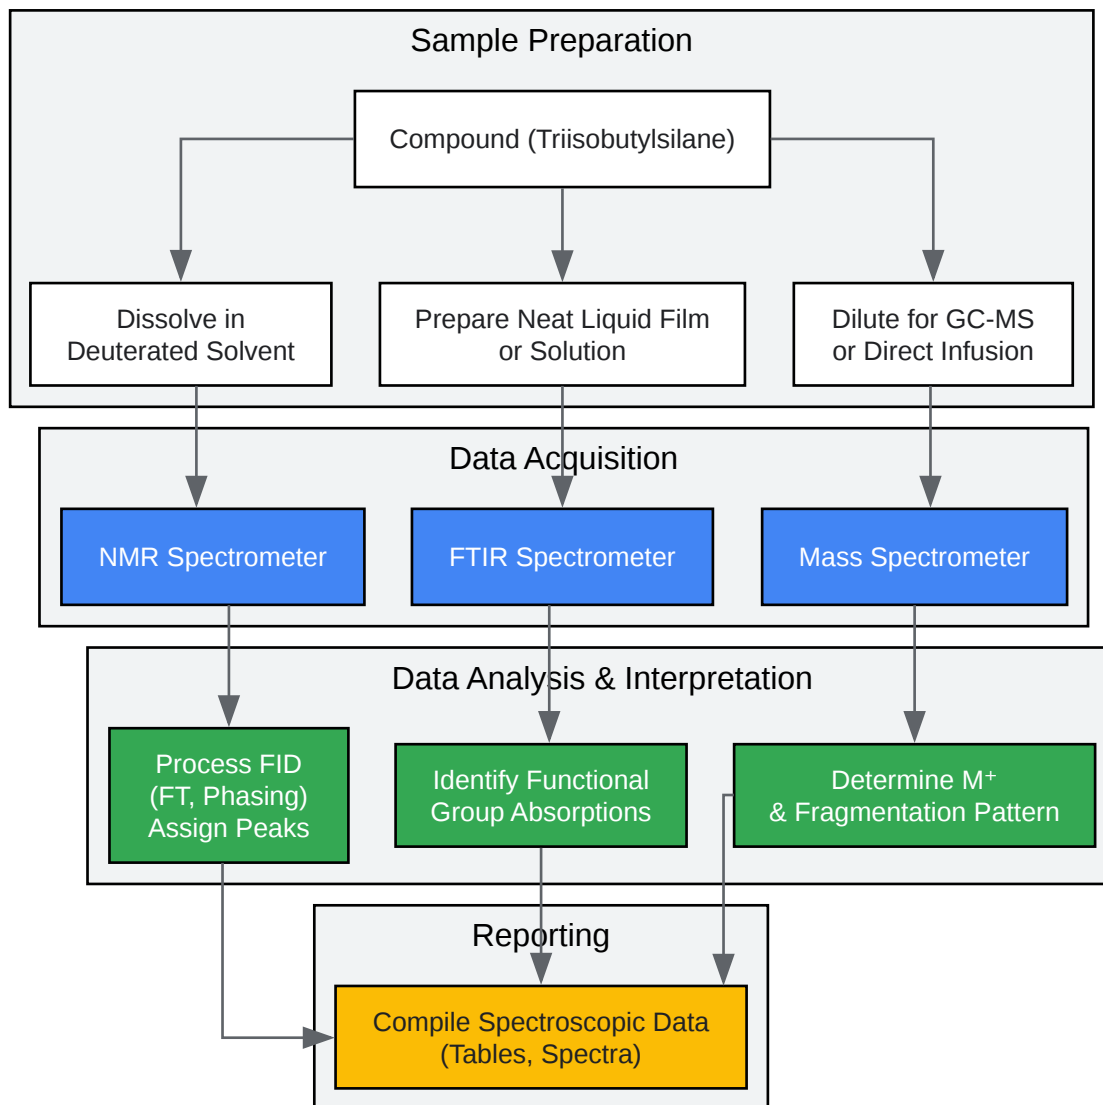 Sample Preparation
Compound (Triisobutylsilane)
Dissolve in
Deuterated Solvent
Prepare Neat Liquid Film
or Solution
Dilute for GC-MS
or Direct Infusion
Data Acquisition
NMR Spectrometer
FTIR Spectrometer
Mass Spectrometer
Data Analysis & Interpretation
Process FID
(FT, Phasing)
Assign Peaks
Identify Functional
Group Absorptions
Determine M⁺
& Fragmentation Pattern
Reporting
Compile Spectroscopic Data
(Tables, Spectra)